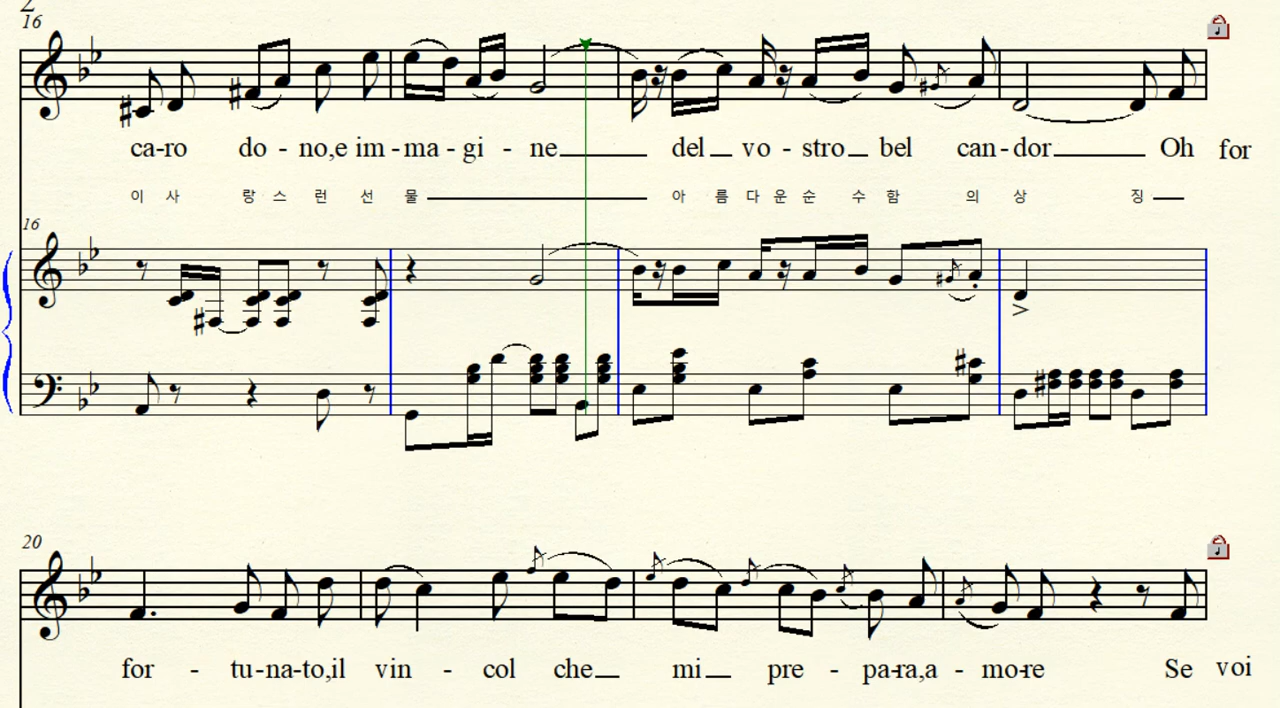 2
16
ca-ro do - no,e im - ma - gi - ne del vo - stro bel can - dor Oh for
이 사 랑 스 런 선 물 아 름 다 운 순 수 함 의 상 징
16
20
for - tu-na-to,il vin - col che mi pre - pa-ra,a - mo-re Se voi